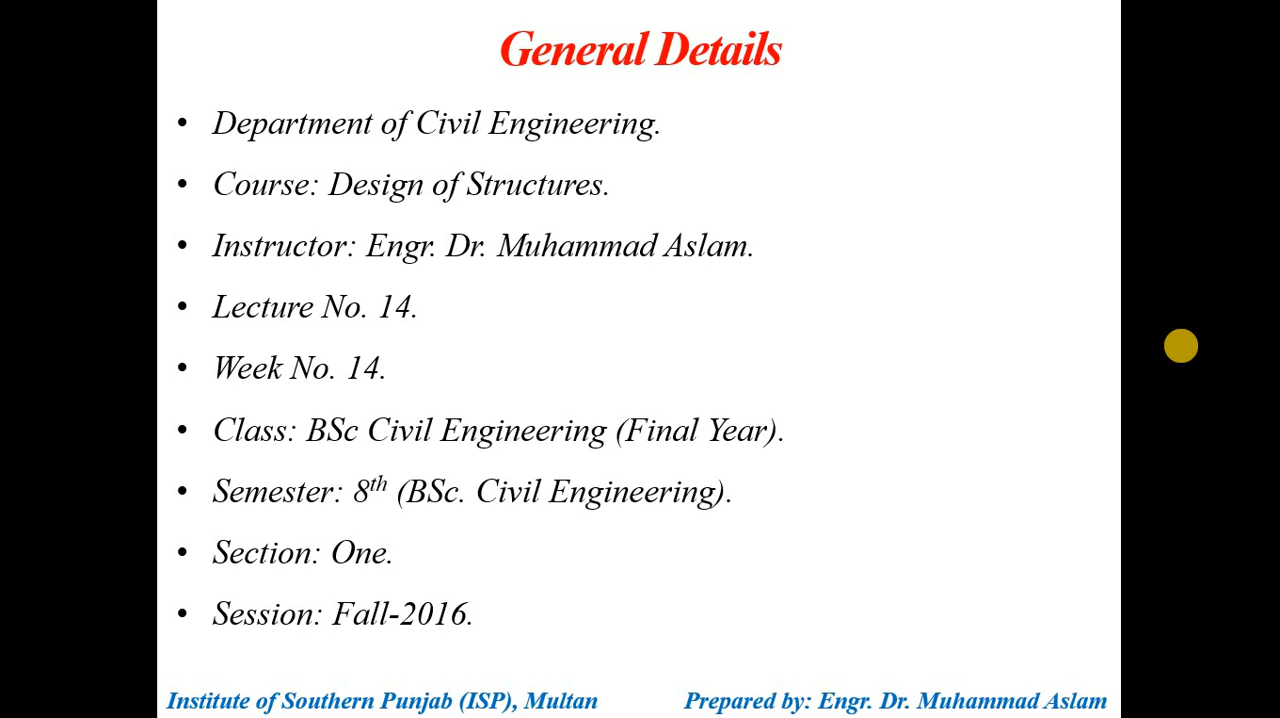 General Details
• Department of Civil Engineering.
• Course: Design of Structures.
• Instructor: Engr. Dr. Muhammad Aslam.
• Lecture No. 14.
• Week No. 14.
• Class: BSc Civil Engineering (Final Year).
• Semester: 8th (BSc. Civil Engineering).
• Section: One.
• Session: Fall-2016.
Institute of Southern Punjab (ISP), Multan
Prepared by: Engr. Dr. Muhammad Aslam